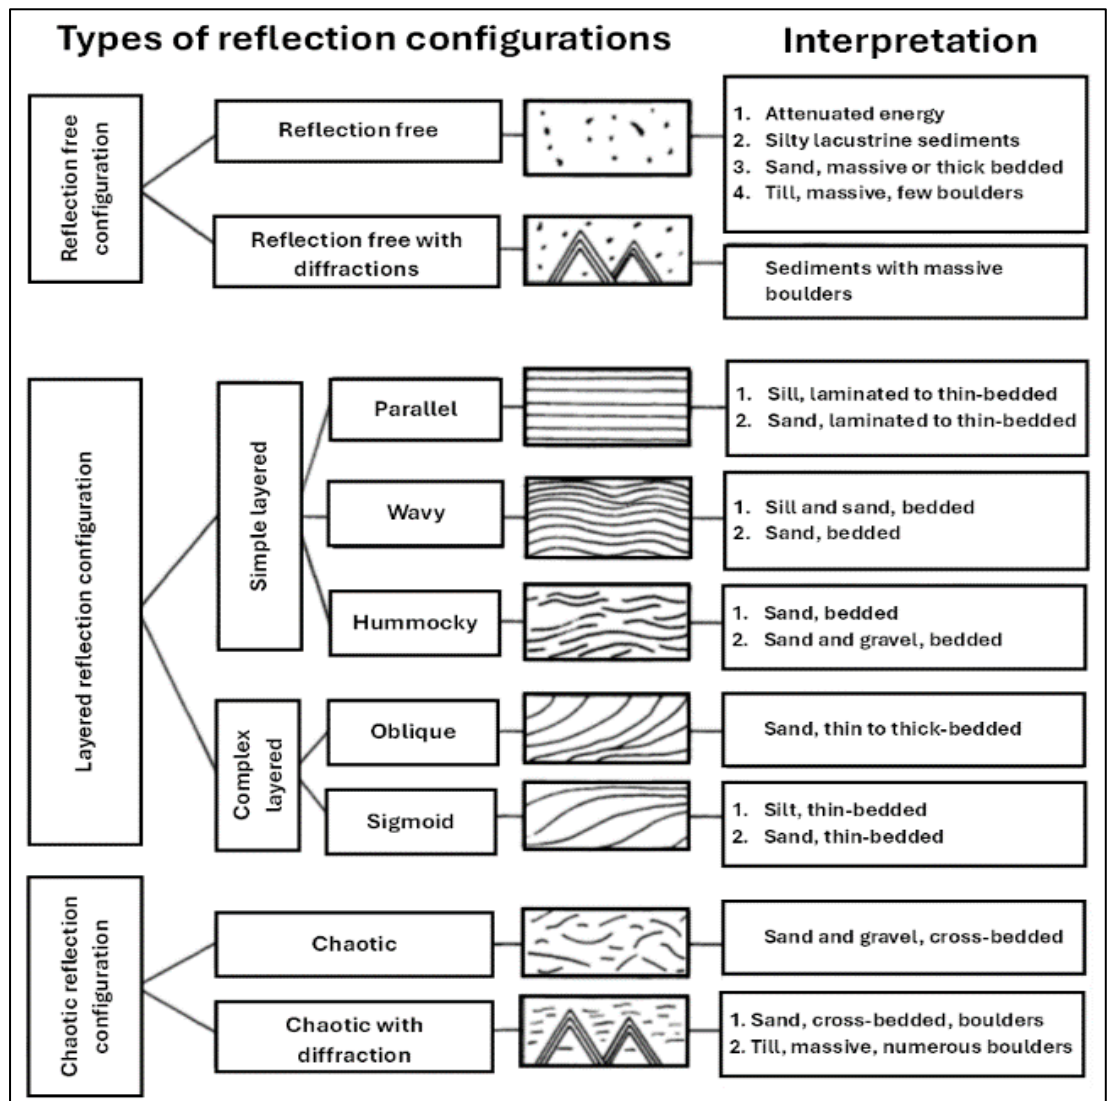 Types of reflection configurations
Interpretation
Reflection free
configuration
Reflection free
1. Attenuated energy
2. Silty lacustrine sediments
3. Sand, massive or thick bedded
4. Till, massive, few boulders
Reflection free with
diffractions
Sediments with massive
boulders
Layered reflection configuration
Simple layered
Parallel
1. Sill, laminated to thin-bedded
2. Sand, laminated to thin-bedded
Wavy
1. Sill and sand, bedded
2. Sand, bedded
Hummocky
1. Sand, bedded
2. Sand and gravel, bedded
Complex
layered
Oblique
Sand, thin to thick-bedded
Sigmoid
1. Silt, thin-bedded
2. Sand, thin-bedded
Chaotic reflection
configuration
Chaotic
Sand and gravel, cross-bedded
Chaotic with
diffraction
1. Sand, cross-bedded, boulders
2. Till, massive, numerous boulders